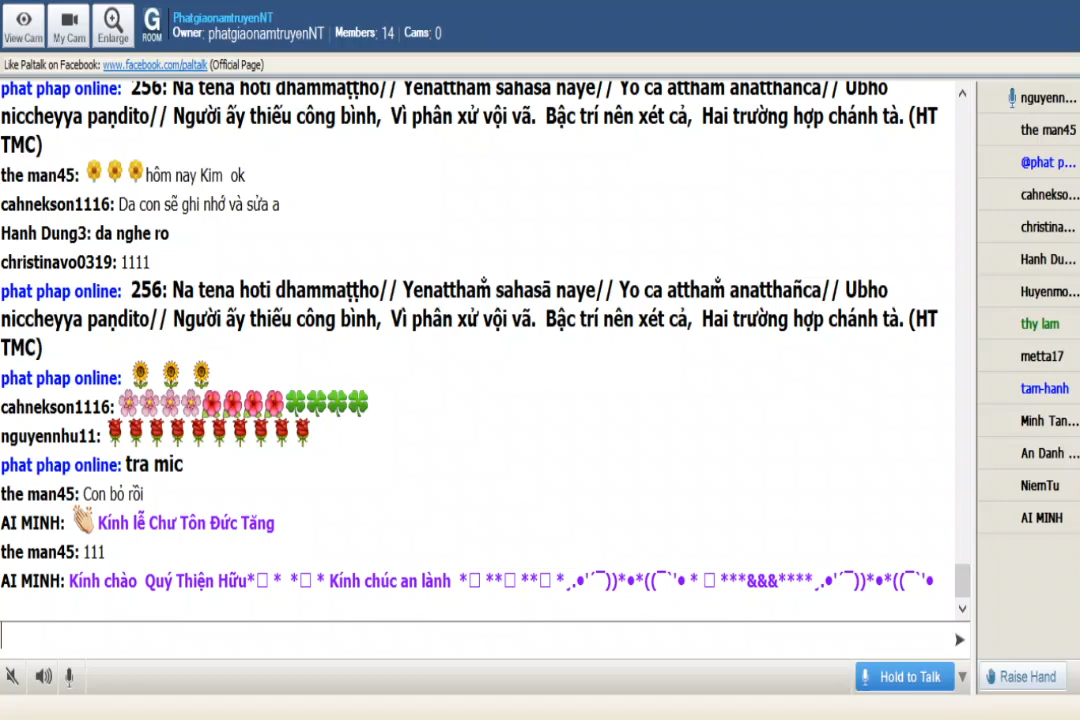 View Cam
My Cam
Enlarge
G
ROOM
PhatgiaonamtruyenNT
Owner: phatgiaonamtruyenNT | Members: 14 | Cams: 0
Like Paltalk on Facebook: www.facebook.com/paltalk (Official Page)
phat phap online: 256: Na tena hoti dhammaṭṭho// Yenatthaṁ sahasā naye// Yo ca atthaṁ anatthañca// Ubho
niccheyya paṇdito// Người ấy thiếu công bình, Vì phân xử vội vã. Bậc trí nên xét cả, Hai trường hợp chánh tà. (HT
TMC)
the man45: 🌼 🌼 🌼hôm nay Kim ok
cahnekson1116: Da con sẽ ghi nhớ và sửa a
Hanh Dung3: da nghe ro
christinavo0319: 1111
phat phap online: 256: Na tena hoti dhammaṭṭho// Yenatthaṁ sahasā naye// Yo ca atthaṁ anatthañca// Ubho
niccheyya paṇdito// Người ấy thiếu công bình, Vì phân xử vội vã. Bậc trí nên xét cả, Hai trường hợp chánh tà. (HT
TMC)
phat phap online: 🌻 🌻 🌻
cahnekson1116: 🌸🌸🌸🌸🌺🌺🌺🌺🍀🍀🍀🍀
nguyennhu11: 🌹🌹🌹🌹🌹🌹🌹🌹🌹🌹
phat phap online: tra mic
the man45: Con bỏ rồi
AI MINH: 👏 Kính lễ Chư Tôn Đức Tăng
the man45: 111
AI MINH: Kính chào Quý Thiện Hữu*□ * *□ * Kính chúc an lành *□ **□ **□ *¸.•'´¯))*•*((¯`'• * □ ***&&&****¸.•'´¯))*•*((¯`'•
Hold to Talk
nguyenn...
the man45
@phat p...
cahnekso...
christina...
Hanh Du...
Huyenmo...
thy lam
metta17
tam-hanh
Minh Tan...
An Danh ...
NiemTu
AI MINH
Raise Hand